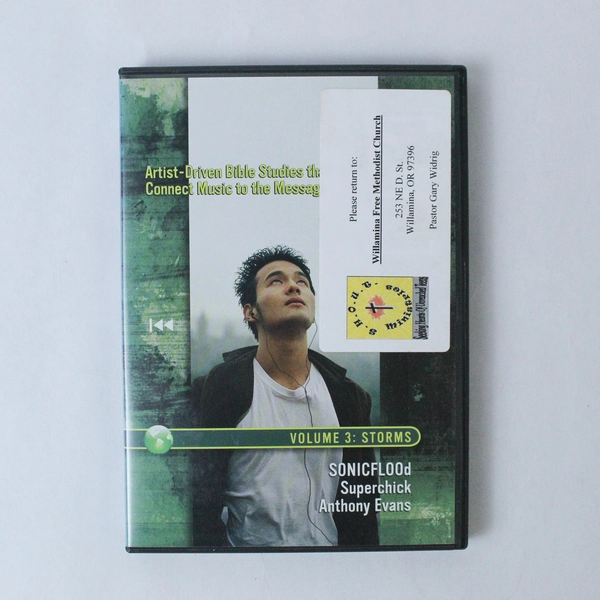 Artist-Driven Bible Studies tha
Connect Music to the Messag
Please return to:
Willamina Free Methodist Church
253 NE D. St.
Willamina, OR 97396
Pastor Gary Widrig
S.H.O.U.T.
Ministries
VOLUME 3: STORMS
SONICFLOOd
Superchick
Anthony Evans